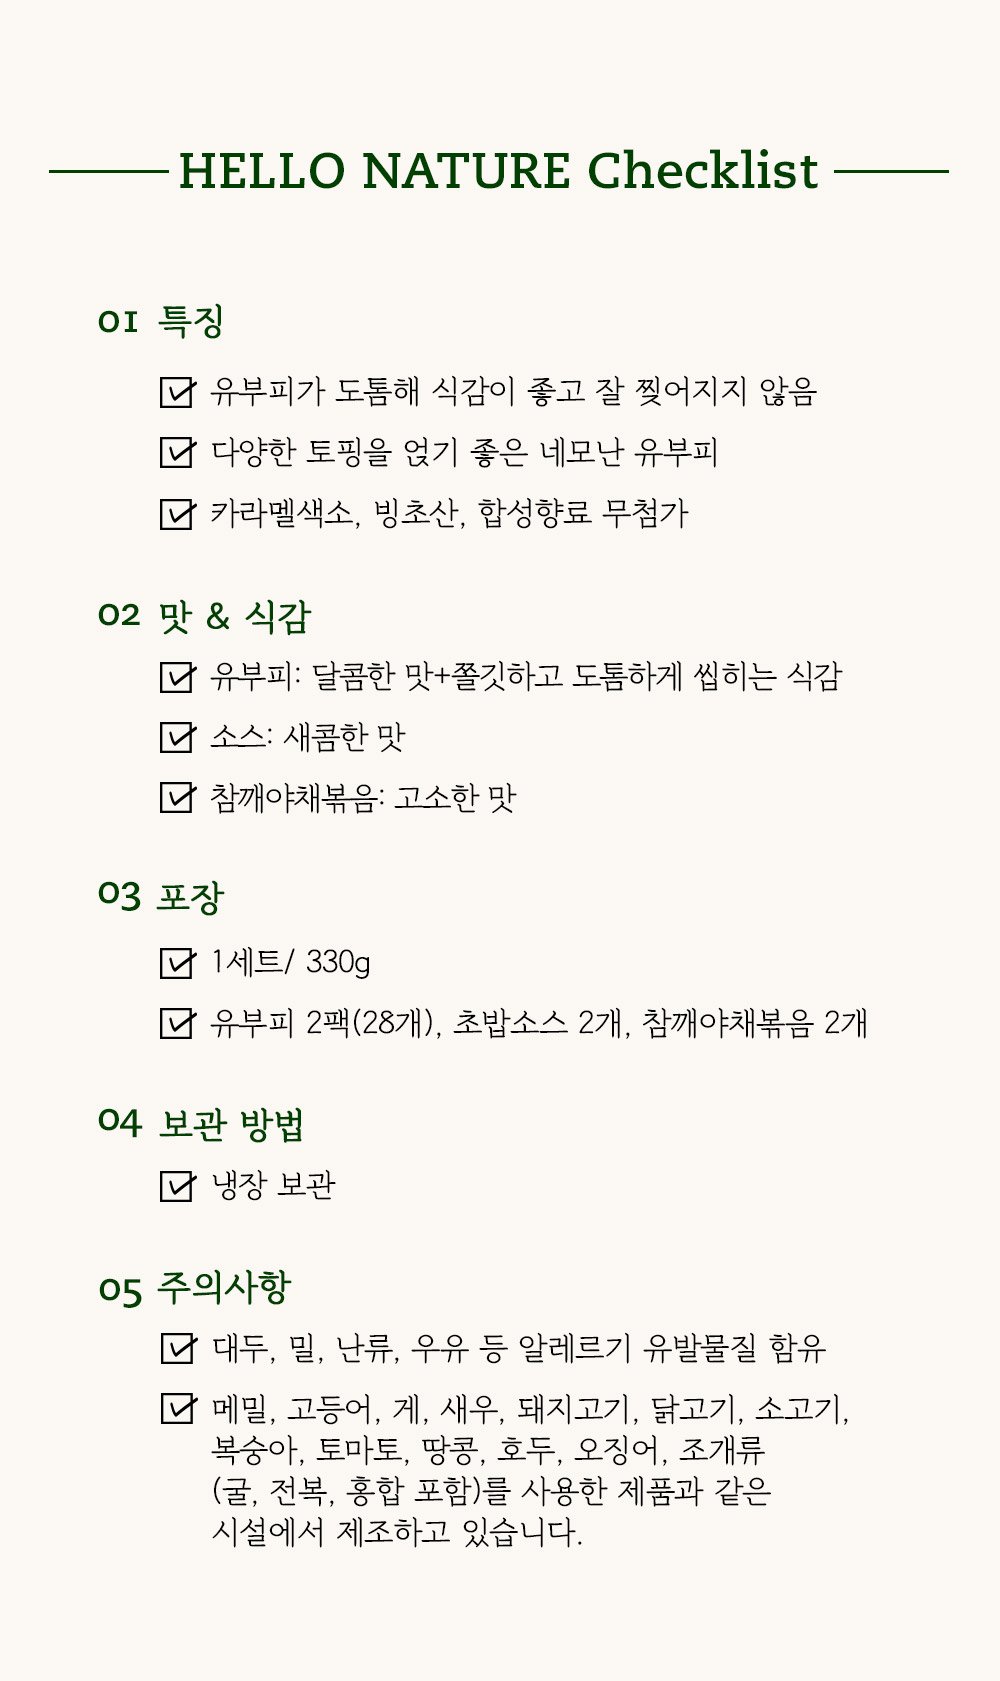 HELLO NATURE Checklist
01 특징
유부피가 도톰해 식감이 좋고 잘 찢어지지 않음
다양한 토핑을 얹기 좋은 네모난 유부피
카라멜색소, 빙초산, 합성향료 무첨가
02 맛 & 식감
유부피: 달콤한 맛+쫄깃하고 도톰하게 씹히는 식감
소스: 새콤한 맛
참깨야채볶음: 고소한 맛
03 포장
1세트/ 330g
유부피 2팩(28개), 초밥소스 2개, 참깨야채볶음 2개
04 보관 방법
냉장 보관
05 주의사항
대두, 밀, 난류, 우유 등 알레르기 유발물질 함유
메밀, 고등어, 게, 새우, 돼지고기, 닭고기, 소고기,
복숭아, 토마토, 땅콩, 호두, 오징어, 조개류
(굴, 전복, 홍합 포함)를 사용한 제품과 같은
시설에서 제조하고 있습니다.